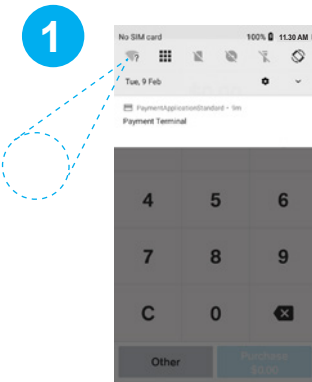 1
No SIM card 100% 11.30 AM
?
Tue, 9 Feb
PaymentApplicationStandard • 9m
Payment Terminal
4 5 6
7 8 9
C 0
Other Purchase
$0.00